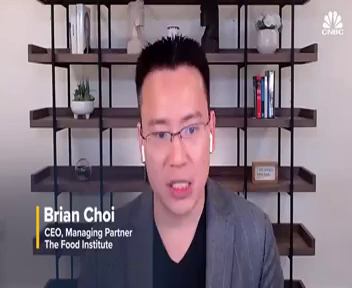 CNBC
Brian Choi
CEO, Managing Partner
The Food Institute